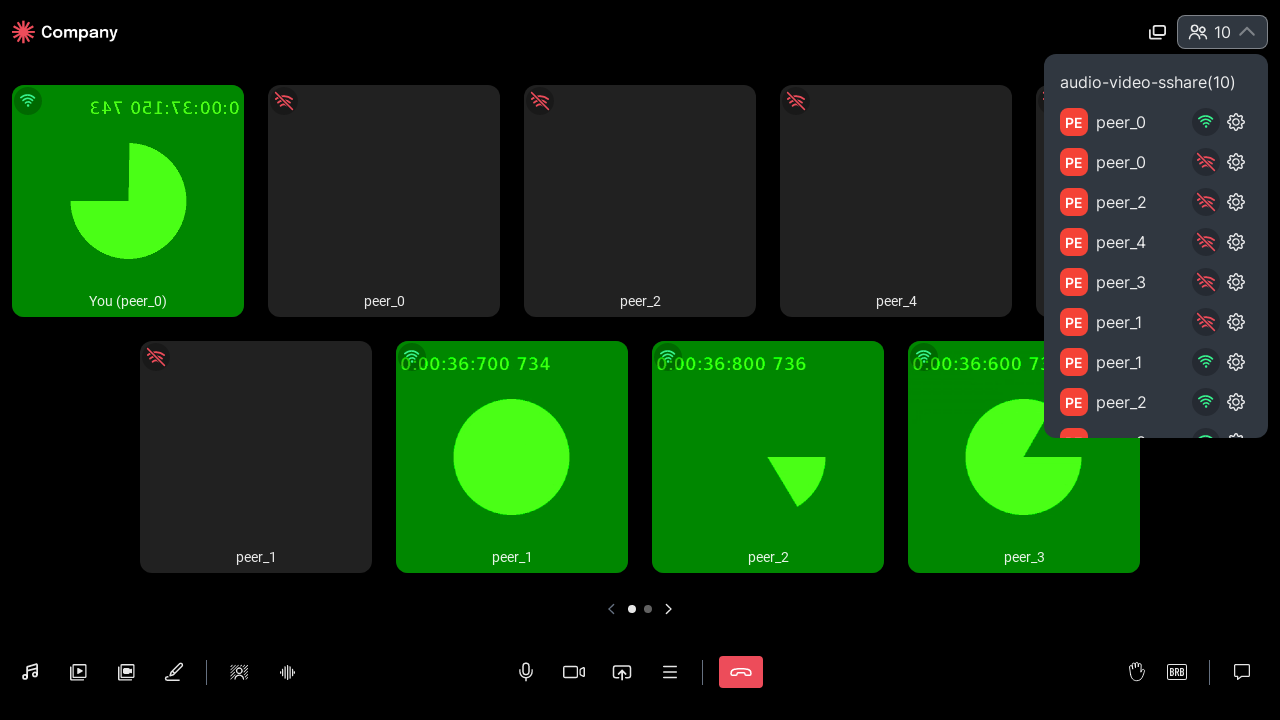 Company
10
audio-video-sshare(10)
PE peer_0
PE peer_0
PE peer_2
PE peer_4
PE peer_3
PE peer_1
PE peer_1
PE peer_2
0:00:37:150 743
You (peer_0)
peer_0
peer_2
peer_4
0:00:36:700 734
0:00:36:800 736
0:00:36:600
peer_1
peer_1
peer_2
peer_3
BRB